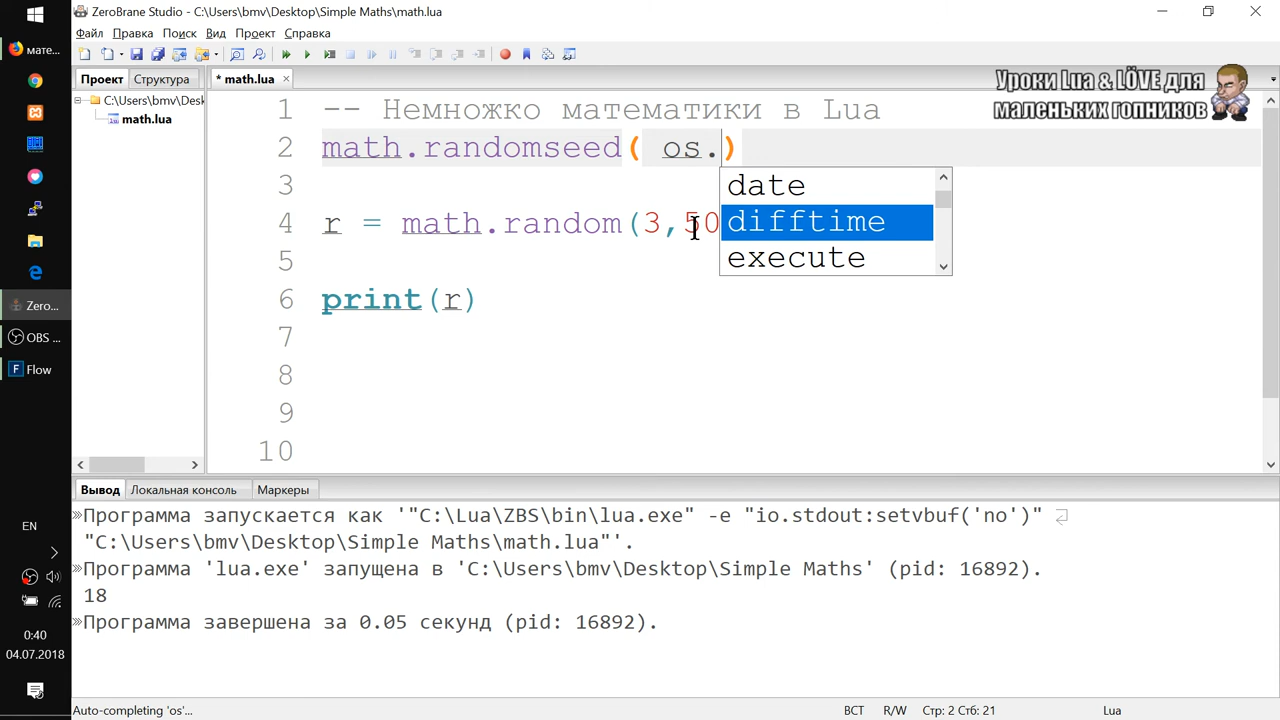 ZeroBrane Studio - C:\Users\bmv\Desktop\Simple Maths\math.lua
Файл Правка Поиск Вид Проект Справка
мате...
Проект Структура
* math.lua
Уроки Lua & LÖVE для
маленьких гопников
C:\Users\bmv\Desk
math.lua
1 -- Немножко математики в Lua
2 math.randomseed( os.)
date
3
4 r = math.random(3,50
difftime
5
execute
6 print(r)
7
8
9
10
Zero...
OBS ...
Flow
Вывод Локальная консоль Маркеры
Программа запускается как '"C:\Lua\ZBS\bin\lua.exe" -e "io.stdout:setvbuf('no')"
"C:\Users\bmv\Desktop\Simple Maths\math.lua"'.
Программа 'lua.exe' запущена в 'C:\Users\bmv\Desktop\Simple Maths' (pid: 16892).
18
Программа завершена за 0.05 секунд (pid: 16892).
EN
0:40
04.07.2018
Auto-completing 'os'...
ВСТ R/W Стр: 2 Стб: 21 Lua